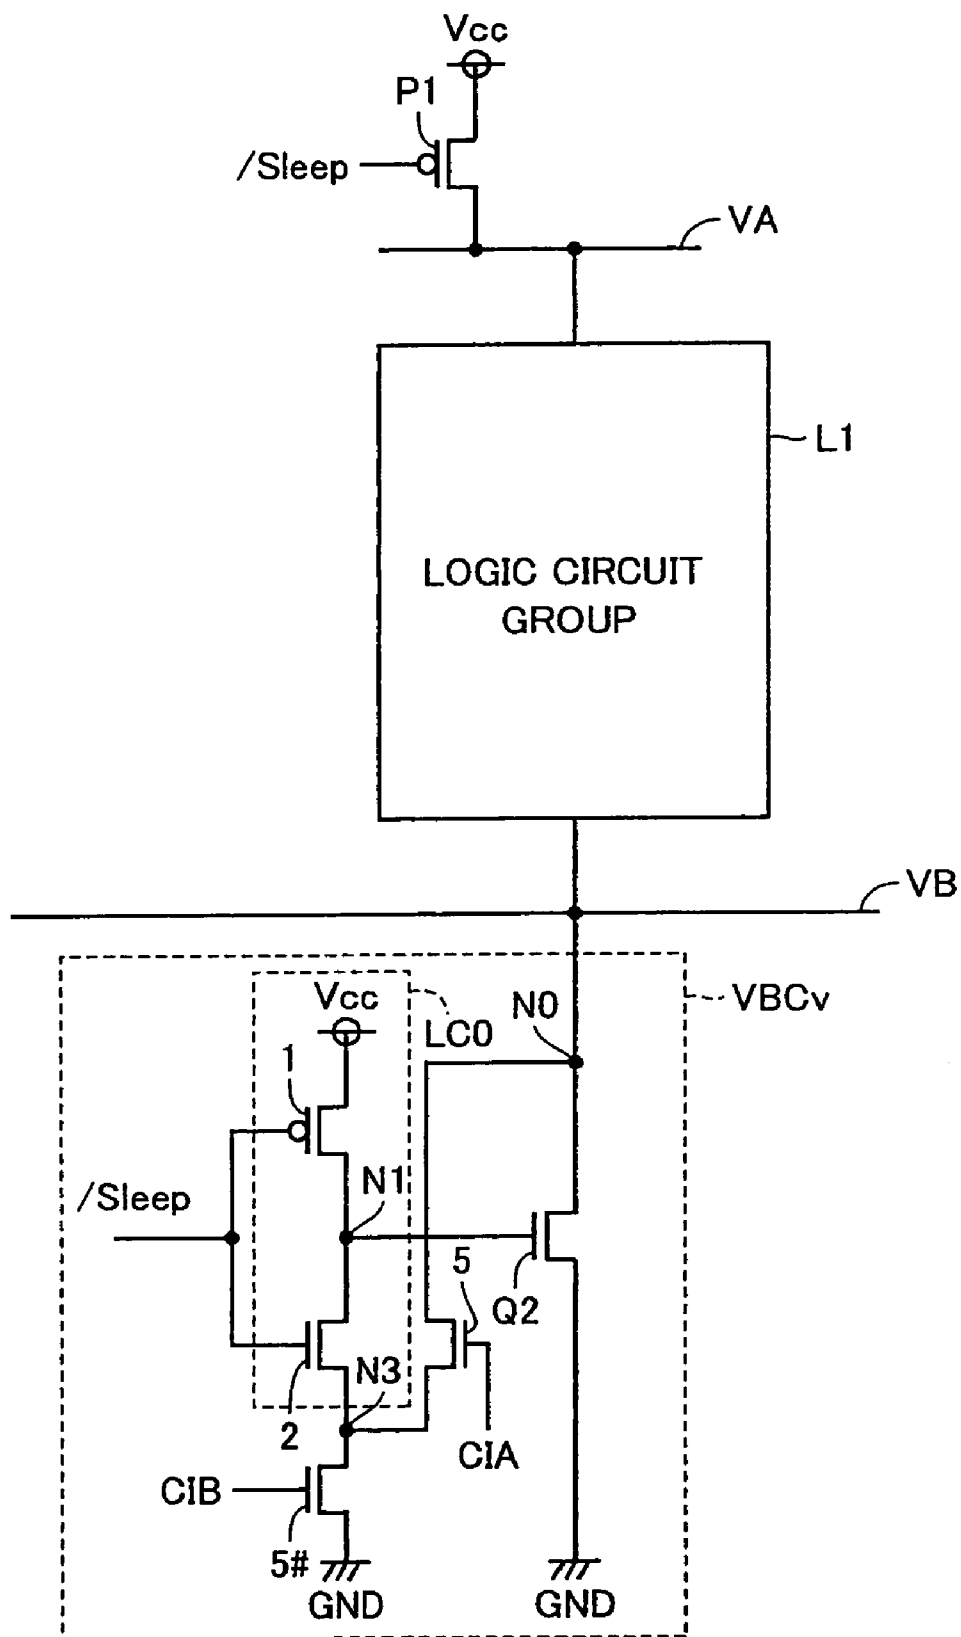 Vcc
P1
/Sleep
VA
L1
LOGIC CIRCUIT
GROUP
VB
Vcc
LC0
N0
VBCv
1
N1
/Sleep
5
Q2
N3
2
CIA
CIB
5#
GND
GND